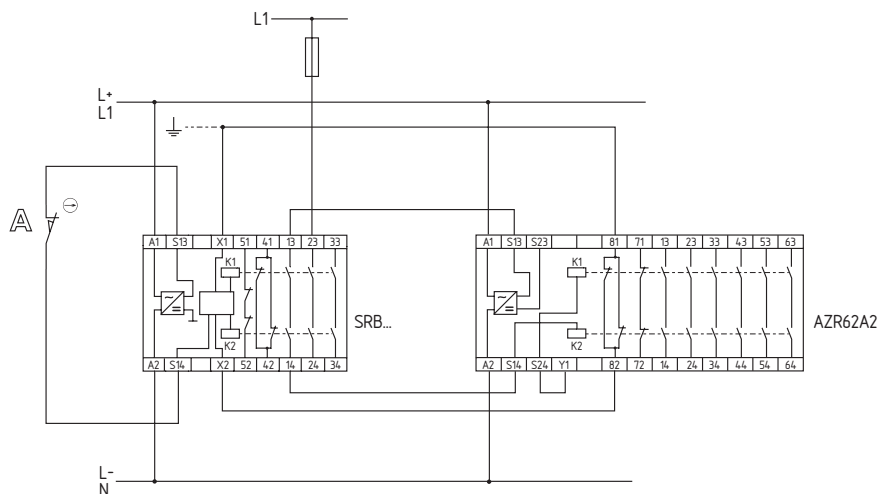 L1
L+
L1
A
A1 S13 X1 51 41 13 23 33
K1
K2
A2 S14 X2 52 42 14 24 34
SRB...
A1 S13 S23 81 71 13 23 33 43 53 63
K1
K2
A2 S14 S24 Y1 82 72 14 24 34 44 54 64
AZR62A2
L-
N